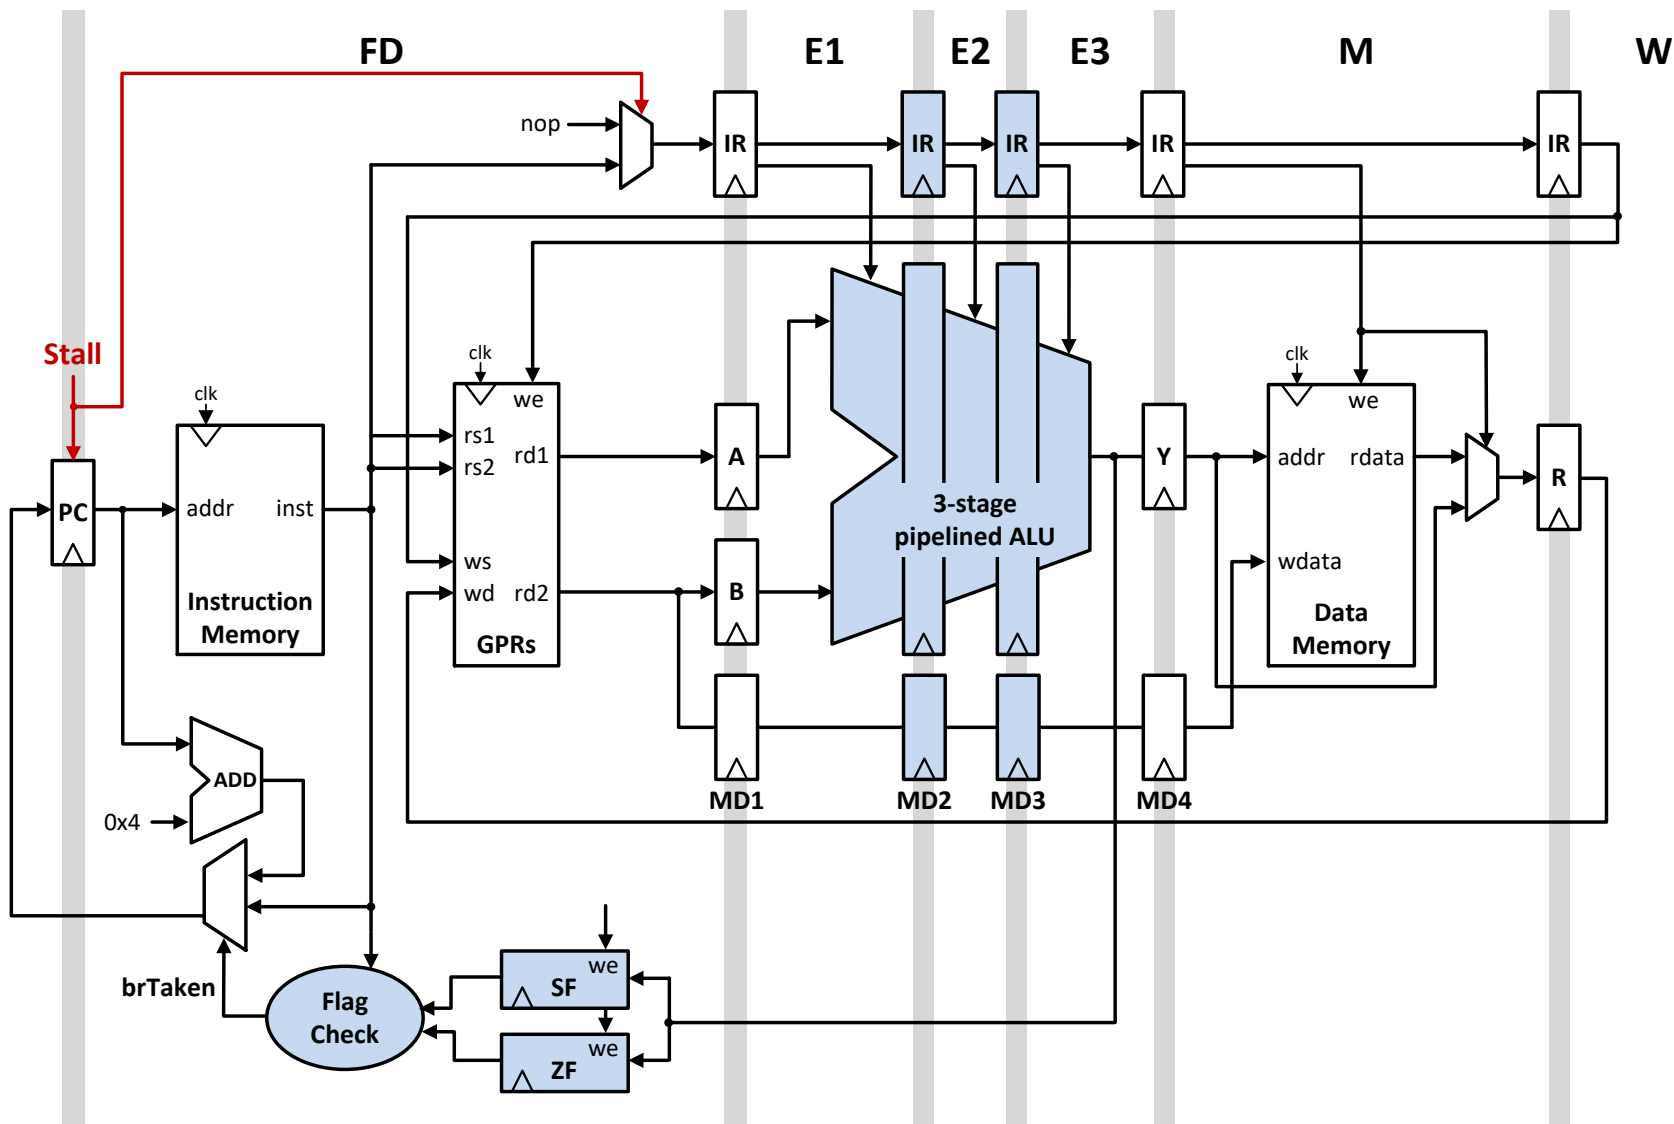 FD
E1
E2
E3
M
W
nop
IR
IR
IR
IR
IR
Stall
clk
clk
clk
we
we
rs1
rs2
rd1
A
Y
addr
rdata
PC
addr
inst
3-stage
pipelined ALU
R
ws
wd
rd2
B
wdata
Instruction
Memory
GPRs
Data
Memory
ADD
0x4
MD1
MD2
MD3
MD4
brTaken
Flag
Check
we
SF
we
ZF